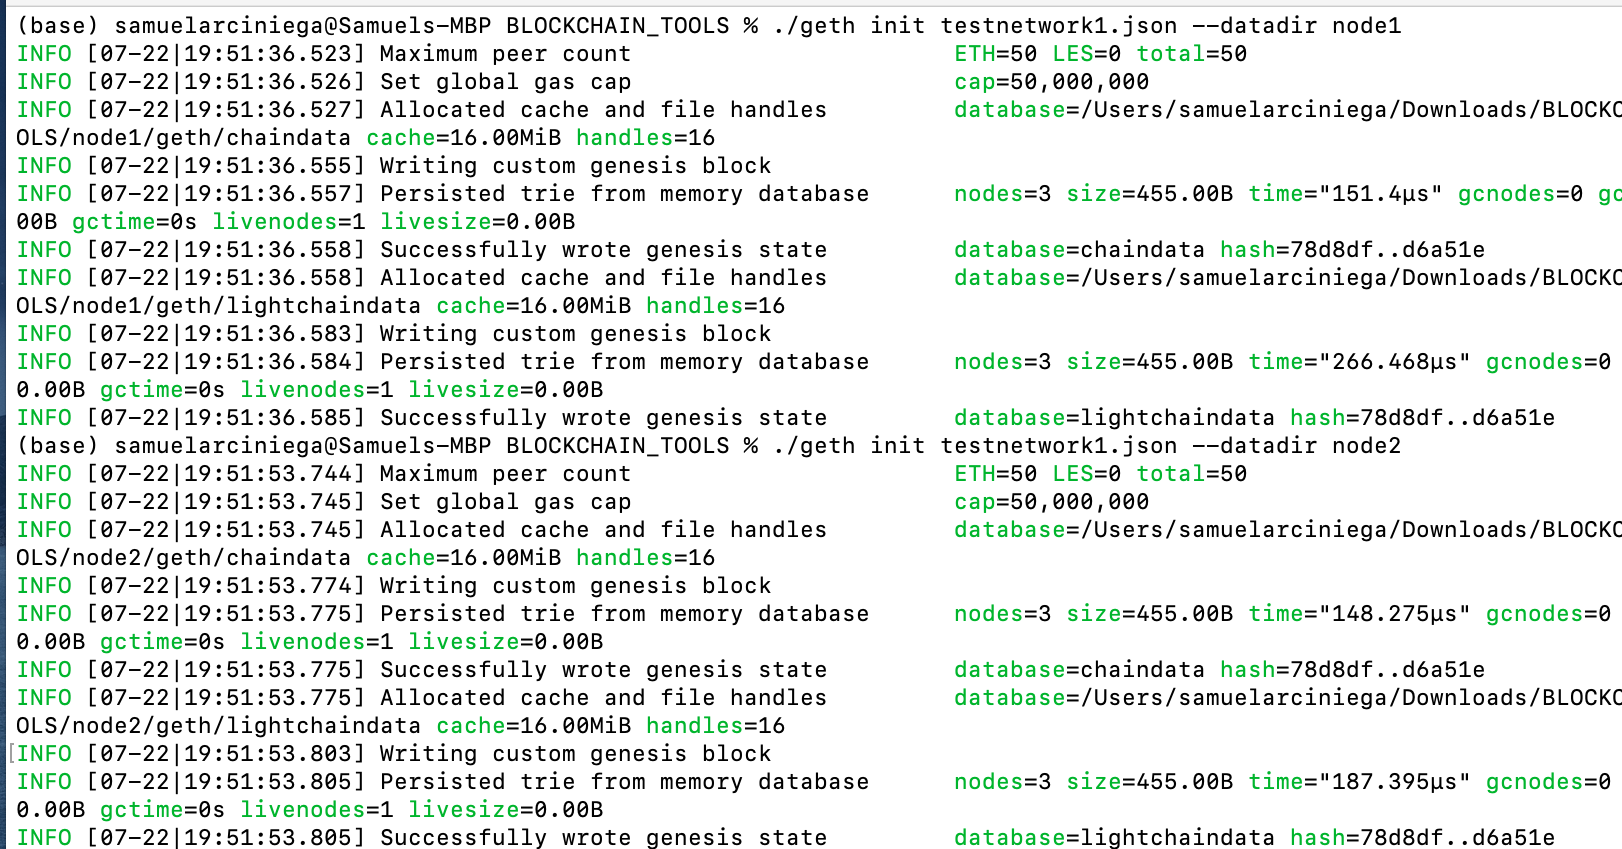 (base) samuelarciniega@Samuels-MBP BLOCKCHAIN_TOOLS % ./geth init testnetwork1.json --datadir node1
INFO [07-22|19:51:36.523] Maximum peer count ETH=50 LES=0 total=50
INFO [07-22|19:51:36.526] Set global gas cap cap=50,000,000
INFO [07-22|19:51:36.527] Allocated cache and file handles database=/Users/samuelarciniega/Downloads/BLOCKC
OLS/node1/geth/chaindata cache=16.00MiB handles=16
INFO [07-22|19:51:36.555] Writing custom genesis block
INFO [07-22|19:51:36.557] Persisted trie from memory database nodes=3 size=455.00B time="151.4µs" gcnodes=0 gc
00B gctime=0s livenodes=1 livesize=0.00B
INFO [07-22|19:51:36.558] Successfully wrote genesis state database=chaindata hash=78d8df..d6a51e
INFO [07-22|19:51:36.558] Allocated cache and file handles database=/Users/samuelarciniega/Downloads/BLOCKC
OLS/node1/geth/lightchaindata cache=16.00MiB handles=16
INFO [07-22|19:51:36.583] Writing custom genesis block
INFO [07-22|19:51:36.584] Persisted trie from memory database nodes=3 size=455.00B time="266.468µs" gcnodes=0
0.00B gctime=0s livenodes=1 livesize=0.00B
INFO [07-22|19:51:36.585] Successfully wrote genesis state database=lightchaindata hash=78d8df..d6a51e
(base) samuelarciniega@Samuels-MBP BLOCKCHAIN_TOOLS % ./geth init testnetwork1.json --datadir node2
INFO [07-22|19:51:53.744] Maximum peer count ETH=50 LES=0 total=50
INFO [07-22|19:51:53.745] Set global gas cap cap=50,000,000
INFO [07-22|19:51:53.745] Allocated cache and file handles database=/Users/samuelarciniega/Downloads/BLOCKC
OLS/node2/geth/chaindata cache=16.00MiB handles=16
INFO [07-22|19:51:53.774] Writing custom genesis block
INFO [07-22|19:51:53.775] Persisted trie from memory database nodes=3 size=455.00B time="148.275µs" gcnodes=0
0.00B gctime=0s livenodes=1 livesize=0.00B
INFO [07-22|19:51:53.775] Successfully wrote genesis state database=chaindata hash=78d8df..d6a51e
INFO [07-22|19:51:53.775] Allocated cache and file handles database=/Users/samuelarciniega/Downloads/BLOCKC
OLS/node2/geth/lightchaindata cache=16.00MiB handles=16
[INFO [07-22|19:51:53.803] Writing custom genesis block
INFO [07-22|19:51:53.805] Persisted trie from memory database nodes=3 size=455.00B time="187.395µs" gcnodes=0
0.00B gctime=0s livenodes=1 livesize=0.00B
INFO [07-22|19:51:53.805] Successfully wrote genesis state database=lightchaindata hash=78d8df..d6a51e